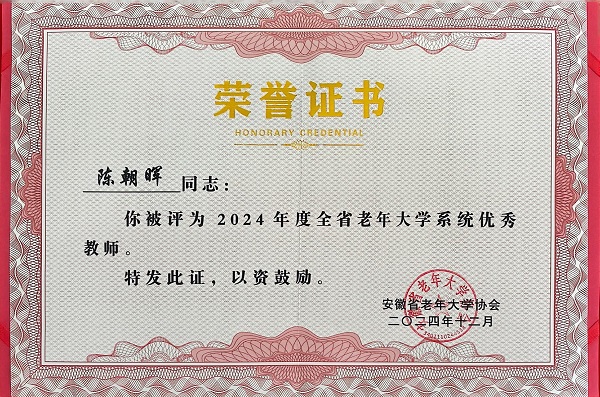 荣誉证书
HONORARY CREDENTIAL
陈朝晖 同志：
你被评为 2024 年度全省老年大学系统优秀
教师。
特发此证，以资鼓励。
安徽省老年大学协会
二〇二四年十二月